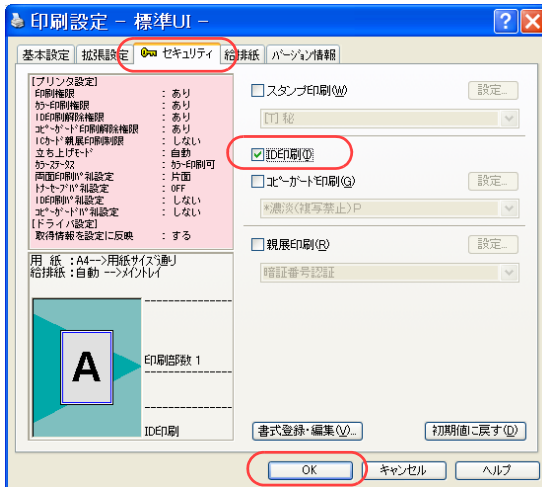 印刷設定 - 標準UI -
基本設定 拡張設定 セキュリティ 給排紙 バージョン情報
[プリンタ設定]
印刷権限 : あり
カラー印刷権限 : あり
ID印刷解除権限 : あり
コピーガード印刷解除権限 : あり
ICカード親展印刷制限 : しない
立ち上げモード : 自動
カラーステータス : カラー印刷可
両面印刷パネル設定 : 片面
トナーセーブパネル設定 : OFF
ID印刷パネル設定 : しない
コピーガードパネル設定 : しない
[ドライバ設定]
取得情報を設定に反映 : する
用 紙 :A4-->用紙サイズ通り
給排紙:自動 -->メイントレイ
A
印刷部数 1
ID印刷
スタンプ印刷(W) 設定...
[T] 秘
ID印刷(I)
コピーガード印刷(G) 設定...
*濃淡(複写禁止)P
親展印刷(R) 設定...
暗証番号認証
書式登録・編集(V)... 初期値に戻す(D)
OK キャンセル ヘルプ